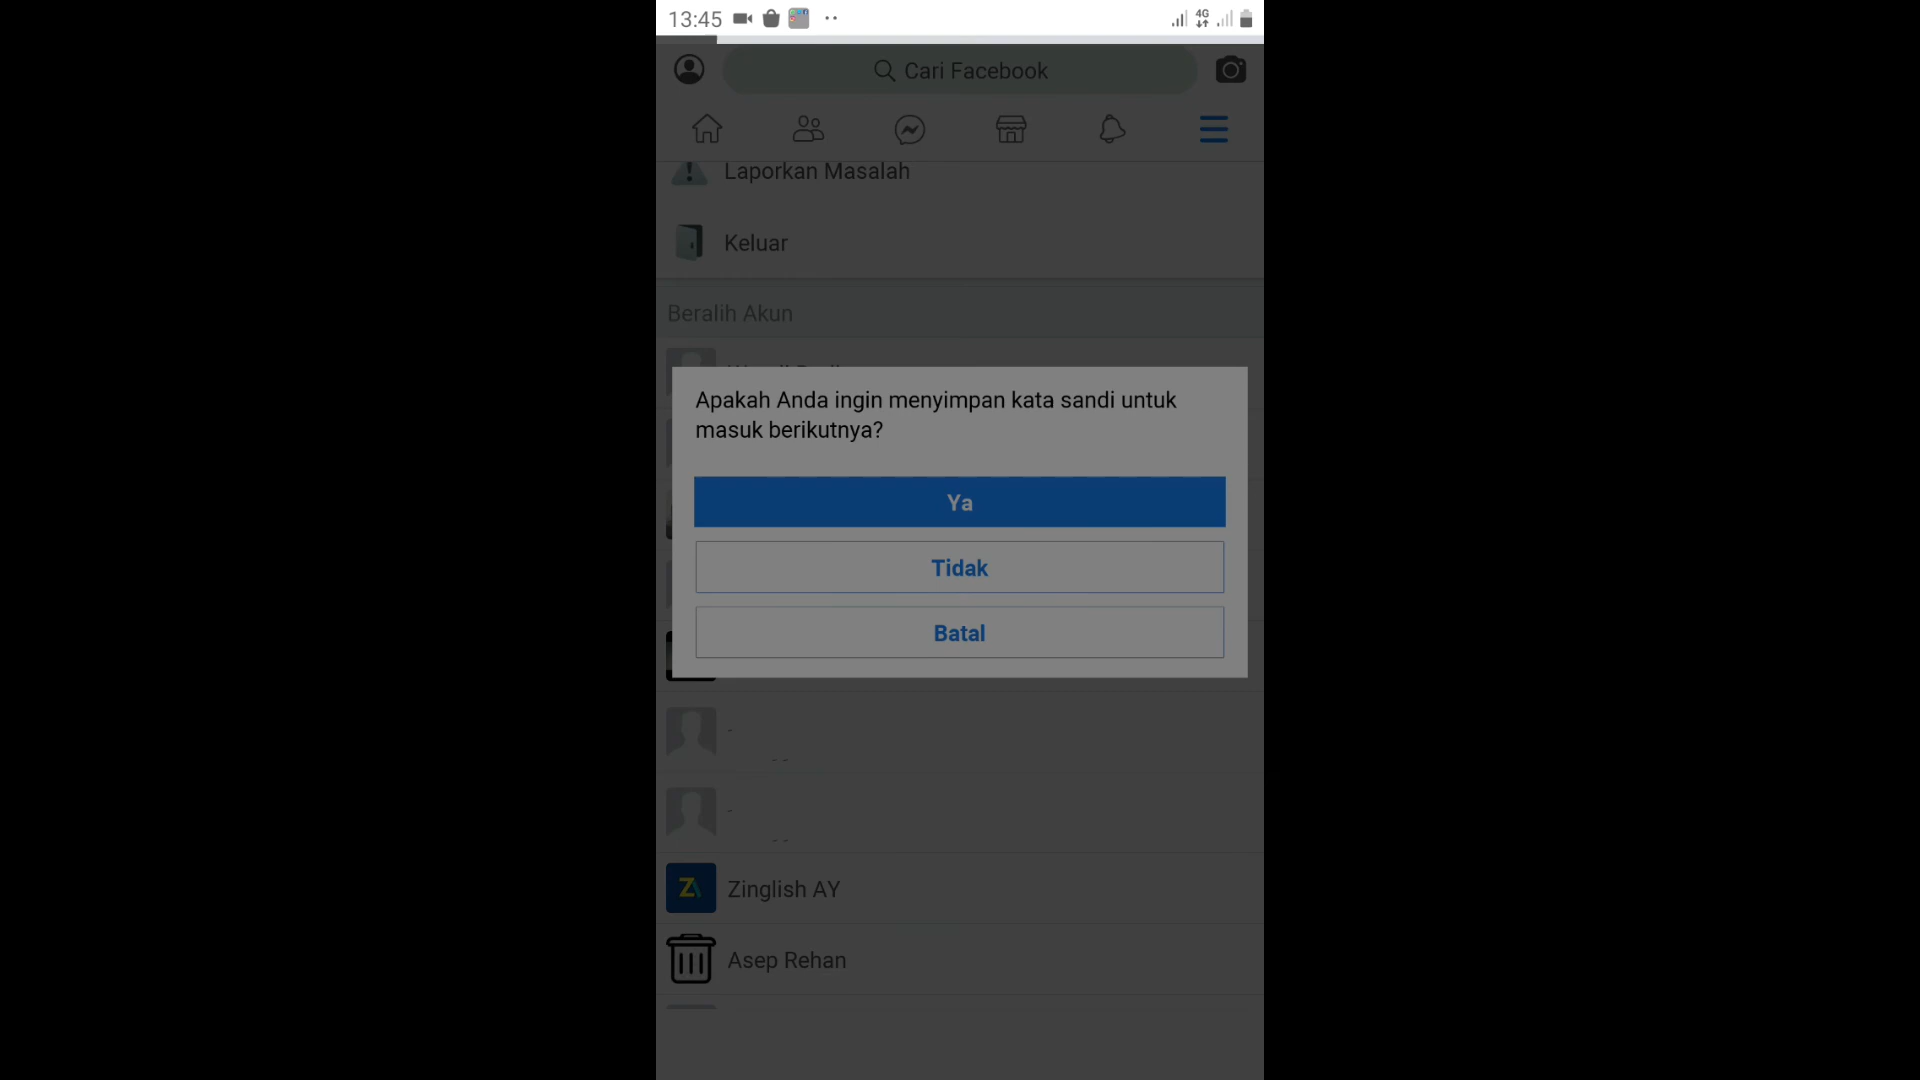 13:45
4G
Cari Facebook
Laporkan Masalah
Keluar
Beralih Akun
Apakah Anda ingin menyimpan kata sandi untuk
masuk berikutnya?
Ya
Tidak
Batal
Zinglish AY
Asep Rehan